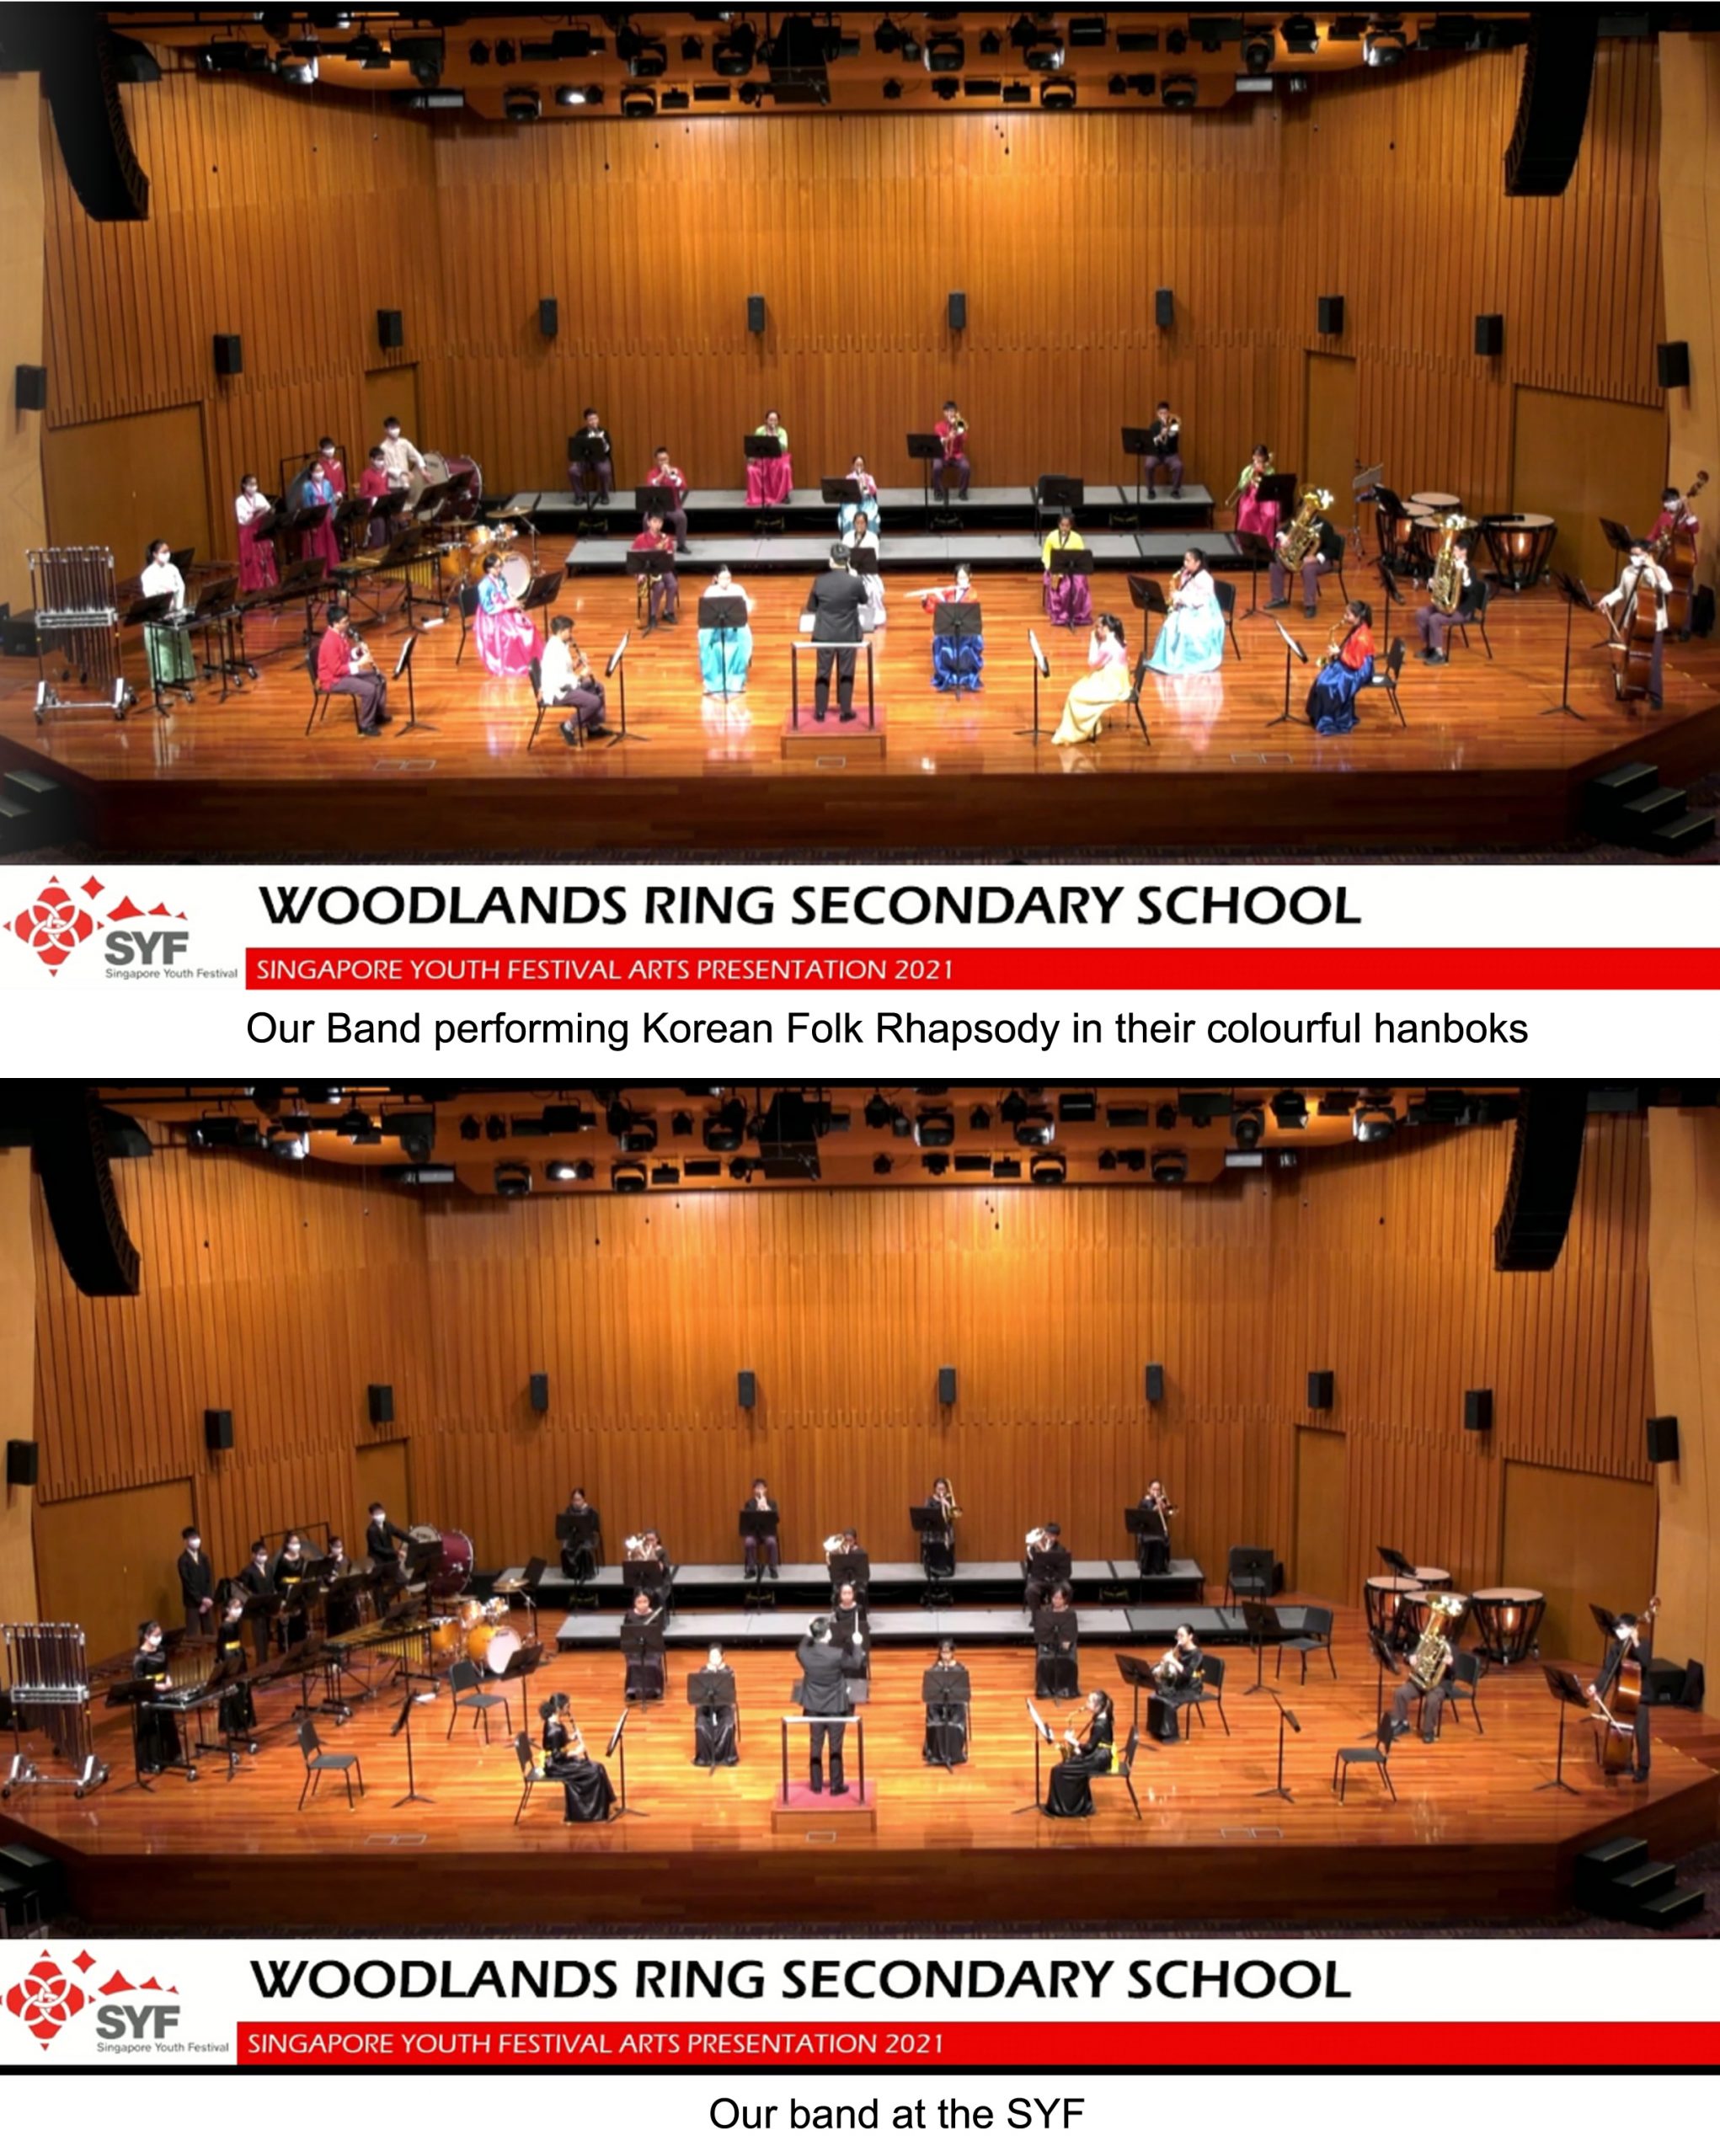 WOODLANDS RING SECONDARY SCHOOL
SYF
Singapore Youth Festival
SINGAPORE YOUTH FESTIVAL ARTS PRESENTATION 2021
Our Band performing Korean Folk Rhapsody in their colourful hanboks
WOODLANDS RING SECONDARY SCHOOL
SYF
Singapore Youth Festival
SINGAPORE YOUTH FESTIVAL ARTS PRESENTATION 2021
Our band at the SYF